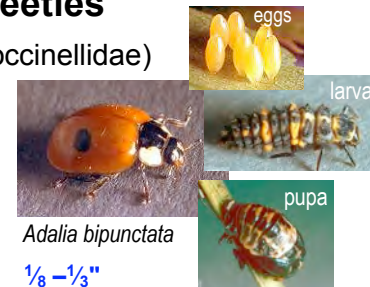 eetles
occinellidae)
eggs
larva
pupa
Adalia bipunctata
⅛ –⅓"